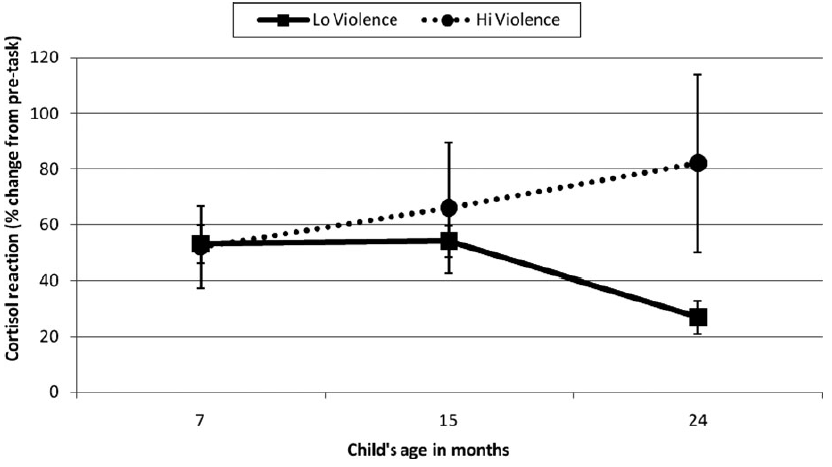 Lo Violence Hi Violence
120
100
80
60
40
20
0
Cortisol reaction (% change from pre-task)
7 15 24
Child's age in months